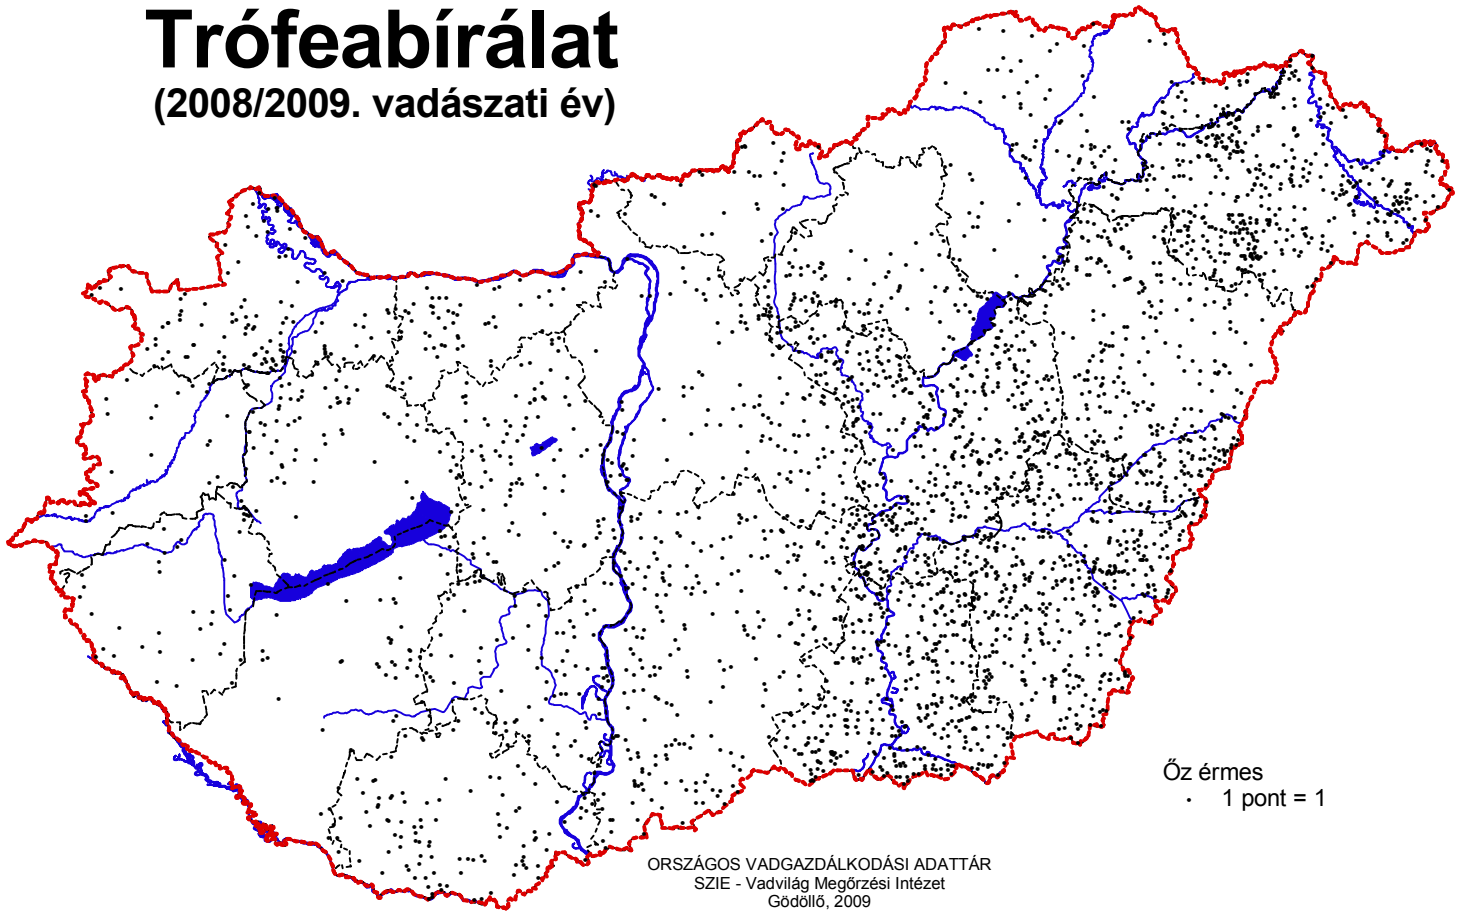 Trófeabírálat
(2008/2009. vadászati év)
Őz érmes
· 1 pont = 1
ORSZÁGOS VADGAZDÁLKODÁSI ADATTÁR
SZIE - Vadvilág Megőrzési Intézet
Gödöllő, 2009